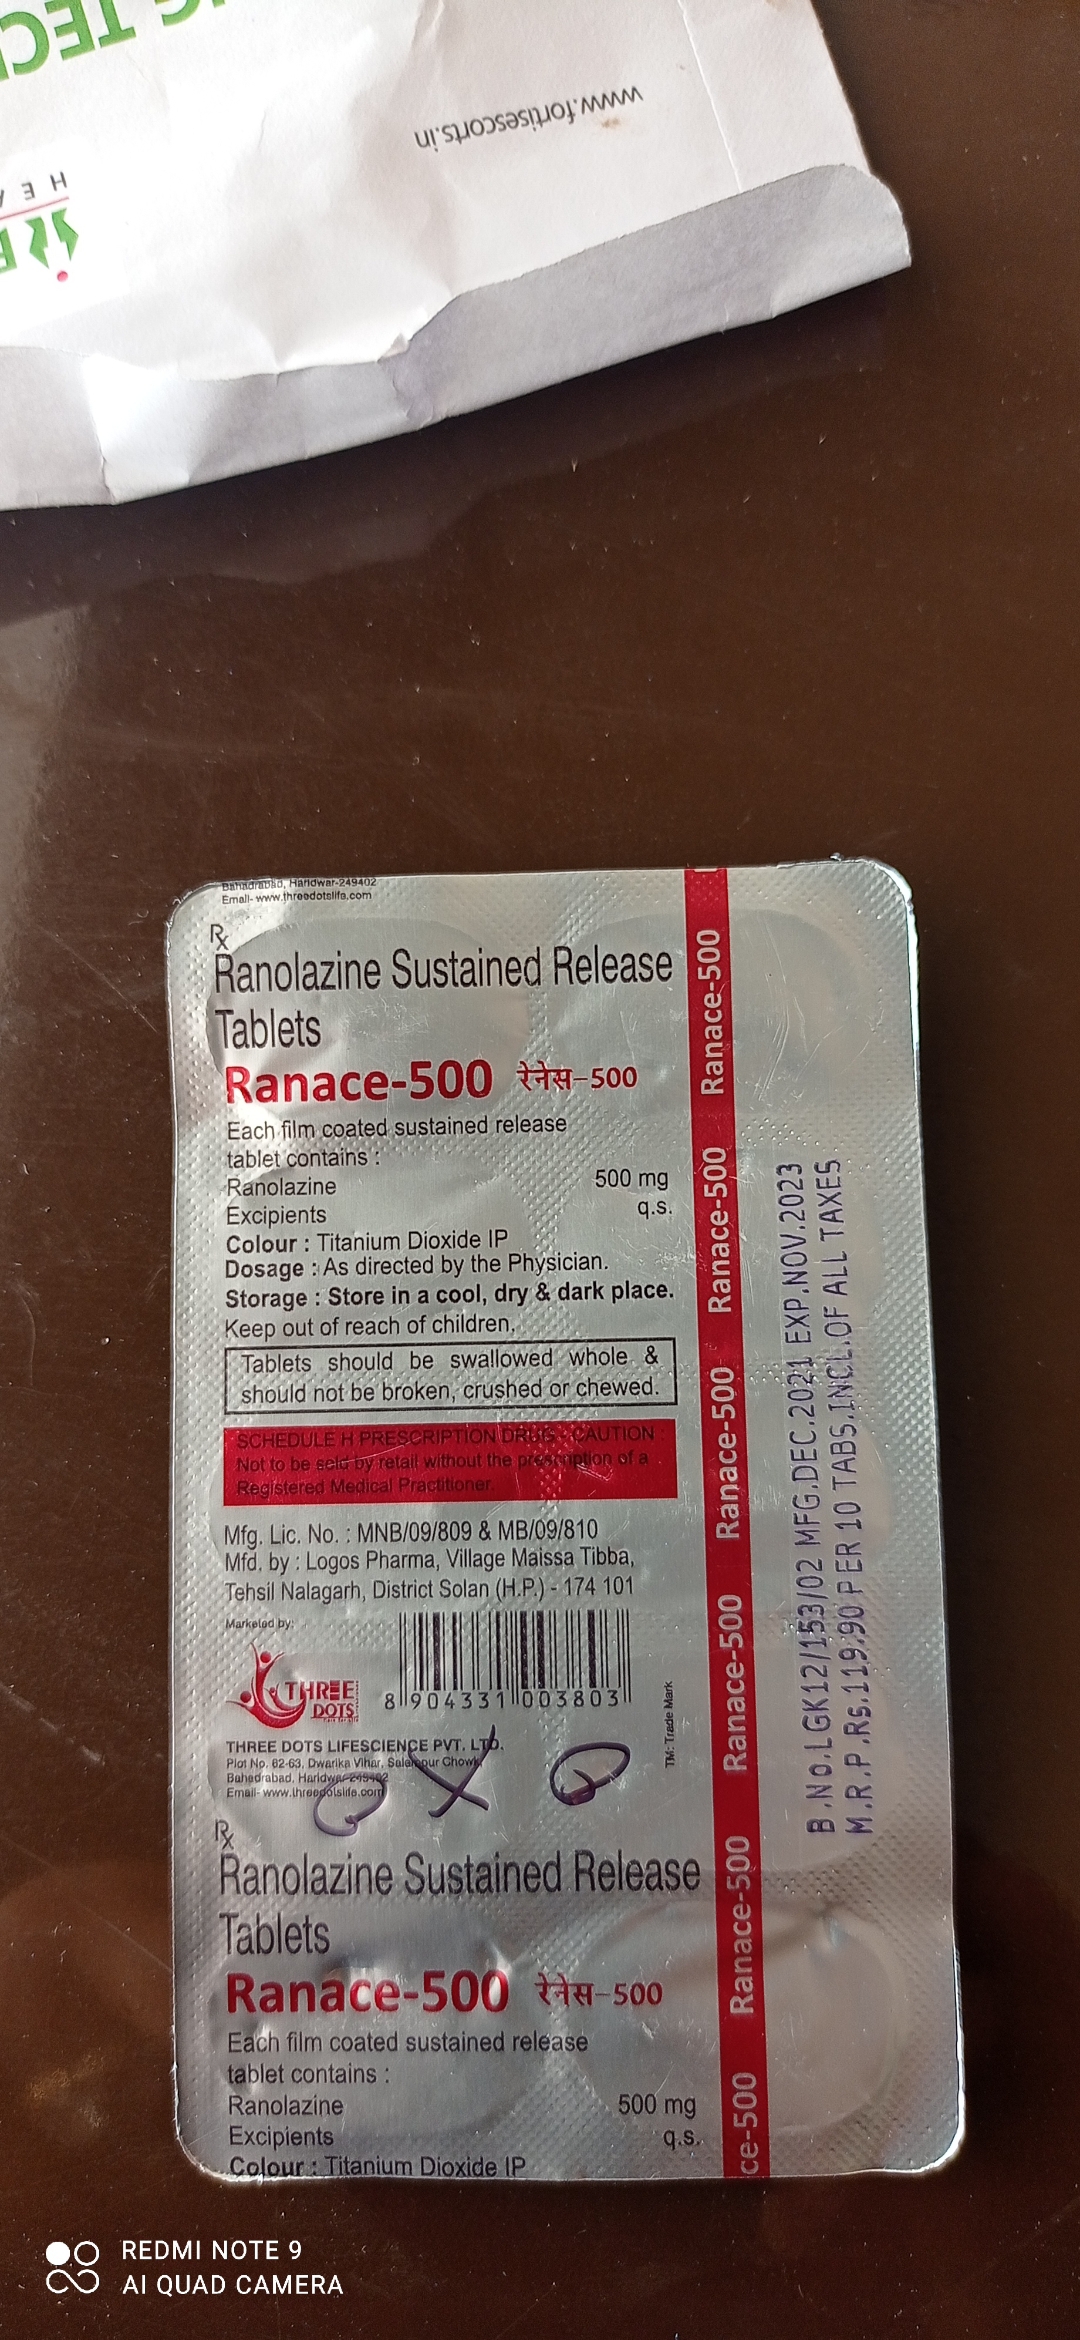 www.fortisescorts.in
Bahadrabad, Haridwar-249402
Email- www.threedotslife.com
Rx
Ranolazine Sustained Release
Tablets
Ranace-500 रेनेस-500
Each film coated sustained release
tablet contains :
Ranolazine 500 mg
Excipients q.s.
Colour : Titanium Dioxide IP
Dosage : As directed by the Physician.
Storage : Store in a cool, dry & dark place.
Keep out of reach of children.
Tablets should be swallowed whole &
should not be broken, crushed or chewed.
SCHEDULE H PRESCRIPTION DRUG - CAUTION
Not to be sold by retail without the prescription of a
Registered Medical Practitioner.
Mfg. Lic. No. : MNB/09/809 & MB/09/810
Mfd. by : Logos Pharma, Village Maissa Tibba,
Tehsil Nalagarh, District Solan (H.P.) - 174 101
Marketed by:
THREE
DOTS
8 904331 003803
TM: Trade Mark
THREE DOTS LIFESCIENCE PVT. LTD.
Plot No. 62-63, Dwarika Vihar, Salempur Chowk,
Bahadrabad, Haridwar-249402
Email- www.threedotslife.com
Rx
Ranolazine Sustained Release
Tablets
Ranace-500 रेनेस-500
Each film coated sustained release
tablet contains :
Ranolazine 500 mg
Excipients q.s.
Colour : Titanium Dioxide IP
Ranace-500
Ranace-500
Ranace-500
Ranace-500
Ranace-500
ce-500
B.No.LGK12/153/02 MFG.DEC.2021 EXP.NOV.2023
M.R.P.Rs.119.90 PER 10 TABS.INCL.OF ALL TAXES
REDMI NOTE 9
AI QUAD CAMERA